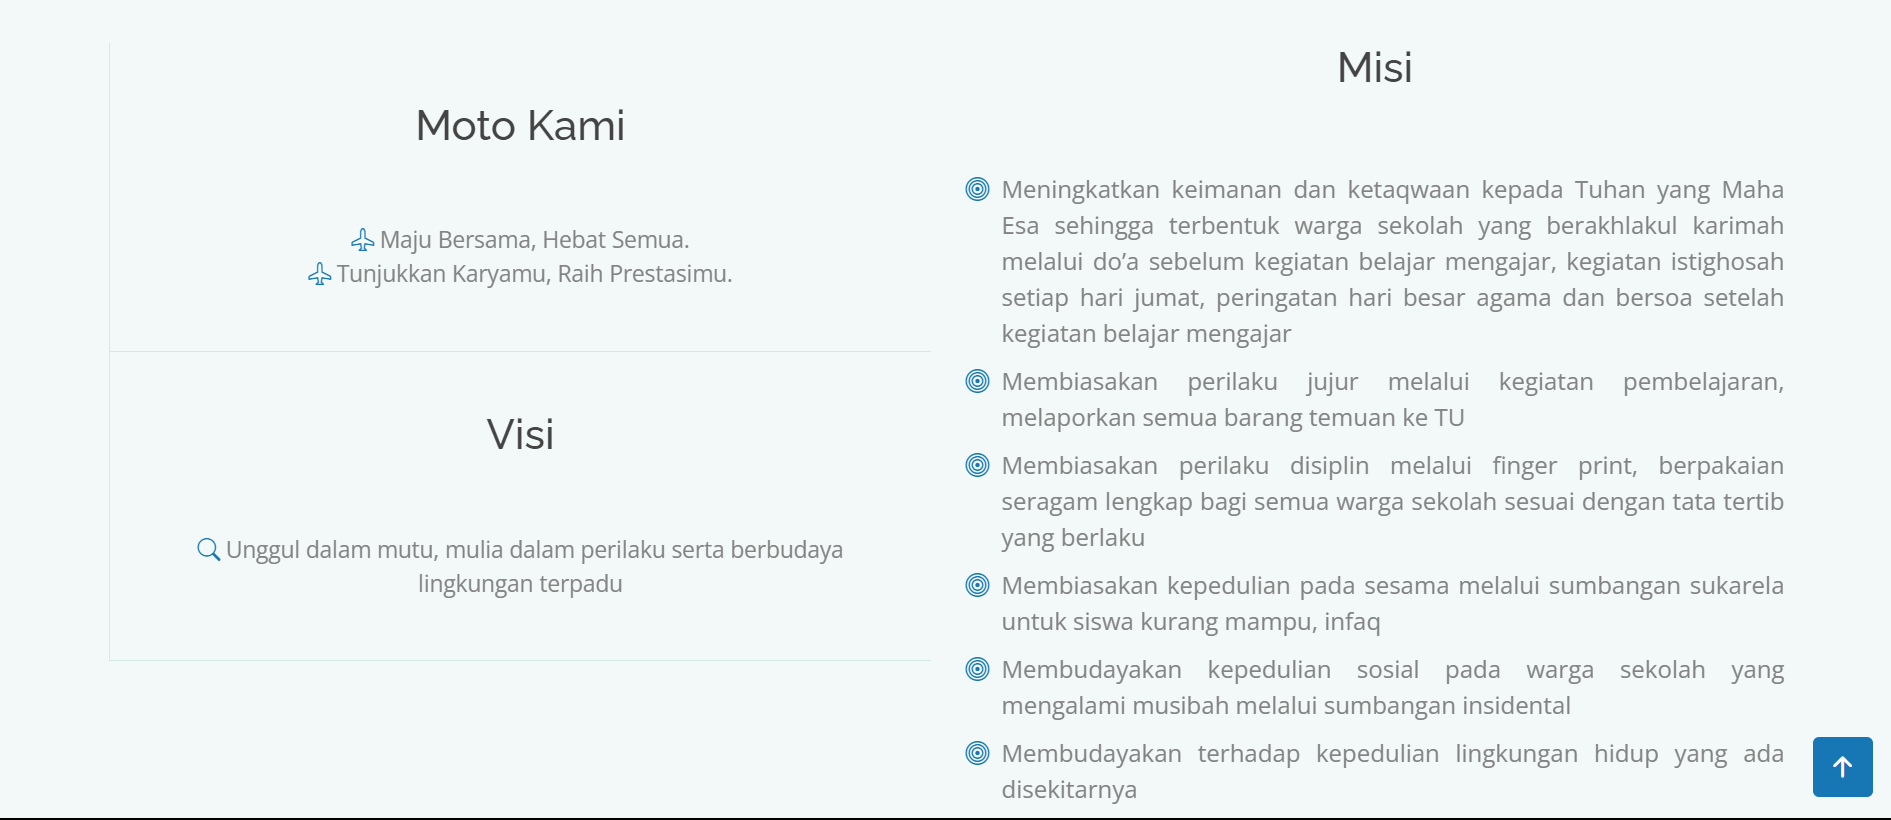 Moto Kami
Maju Bersama, Hebat Semua.
Tunjukkan Karyamu, Raih Prestasimu.
Visi
Unggul dalam mutu, mulia dalam perilaku serta berbudaya
lingkungan terpadu
Misi
Meningkatkan keimanan dan ketaqwaan kepada Tuhan yang Maha
Esa sehingga terbentuk warga sekolah yang berakhlakul karimah
melalui do’a sebelum kegiatan belajar mengajar, kegiatan istighosah
setiap hari jumat, peringatan hari besar agama dan bersoa setelah
kegiatan belajar mengajar
Membiasakan perilaku jujur melalui kegiatan pembelajaran,
melaporkan semua barang temuan ke TU
Membiasakan perilaku disiplin melalui finger print, berpakaian
seragam lengkap bagi semua warga sekolah sesuai dengan tata tertib
yang berlaku
Membiasakan kepedulian pada sesama melalui sumbangan sukarela
untuk siswa kurang mampu, infaq
Membudayakan kepedulian sosial pada warga sekolah yang
mengalami musibah melalui sumbangan insidental
Membudayakan terhadap kepedulian lingkungan hidup yang ada
disekitarnya